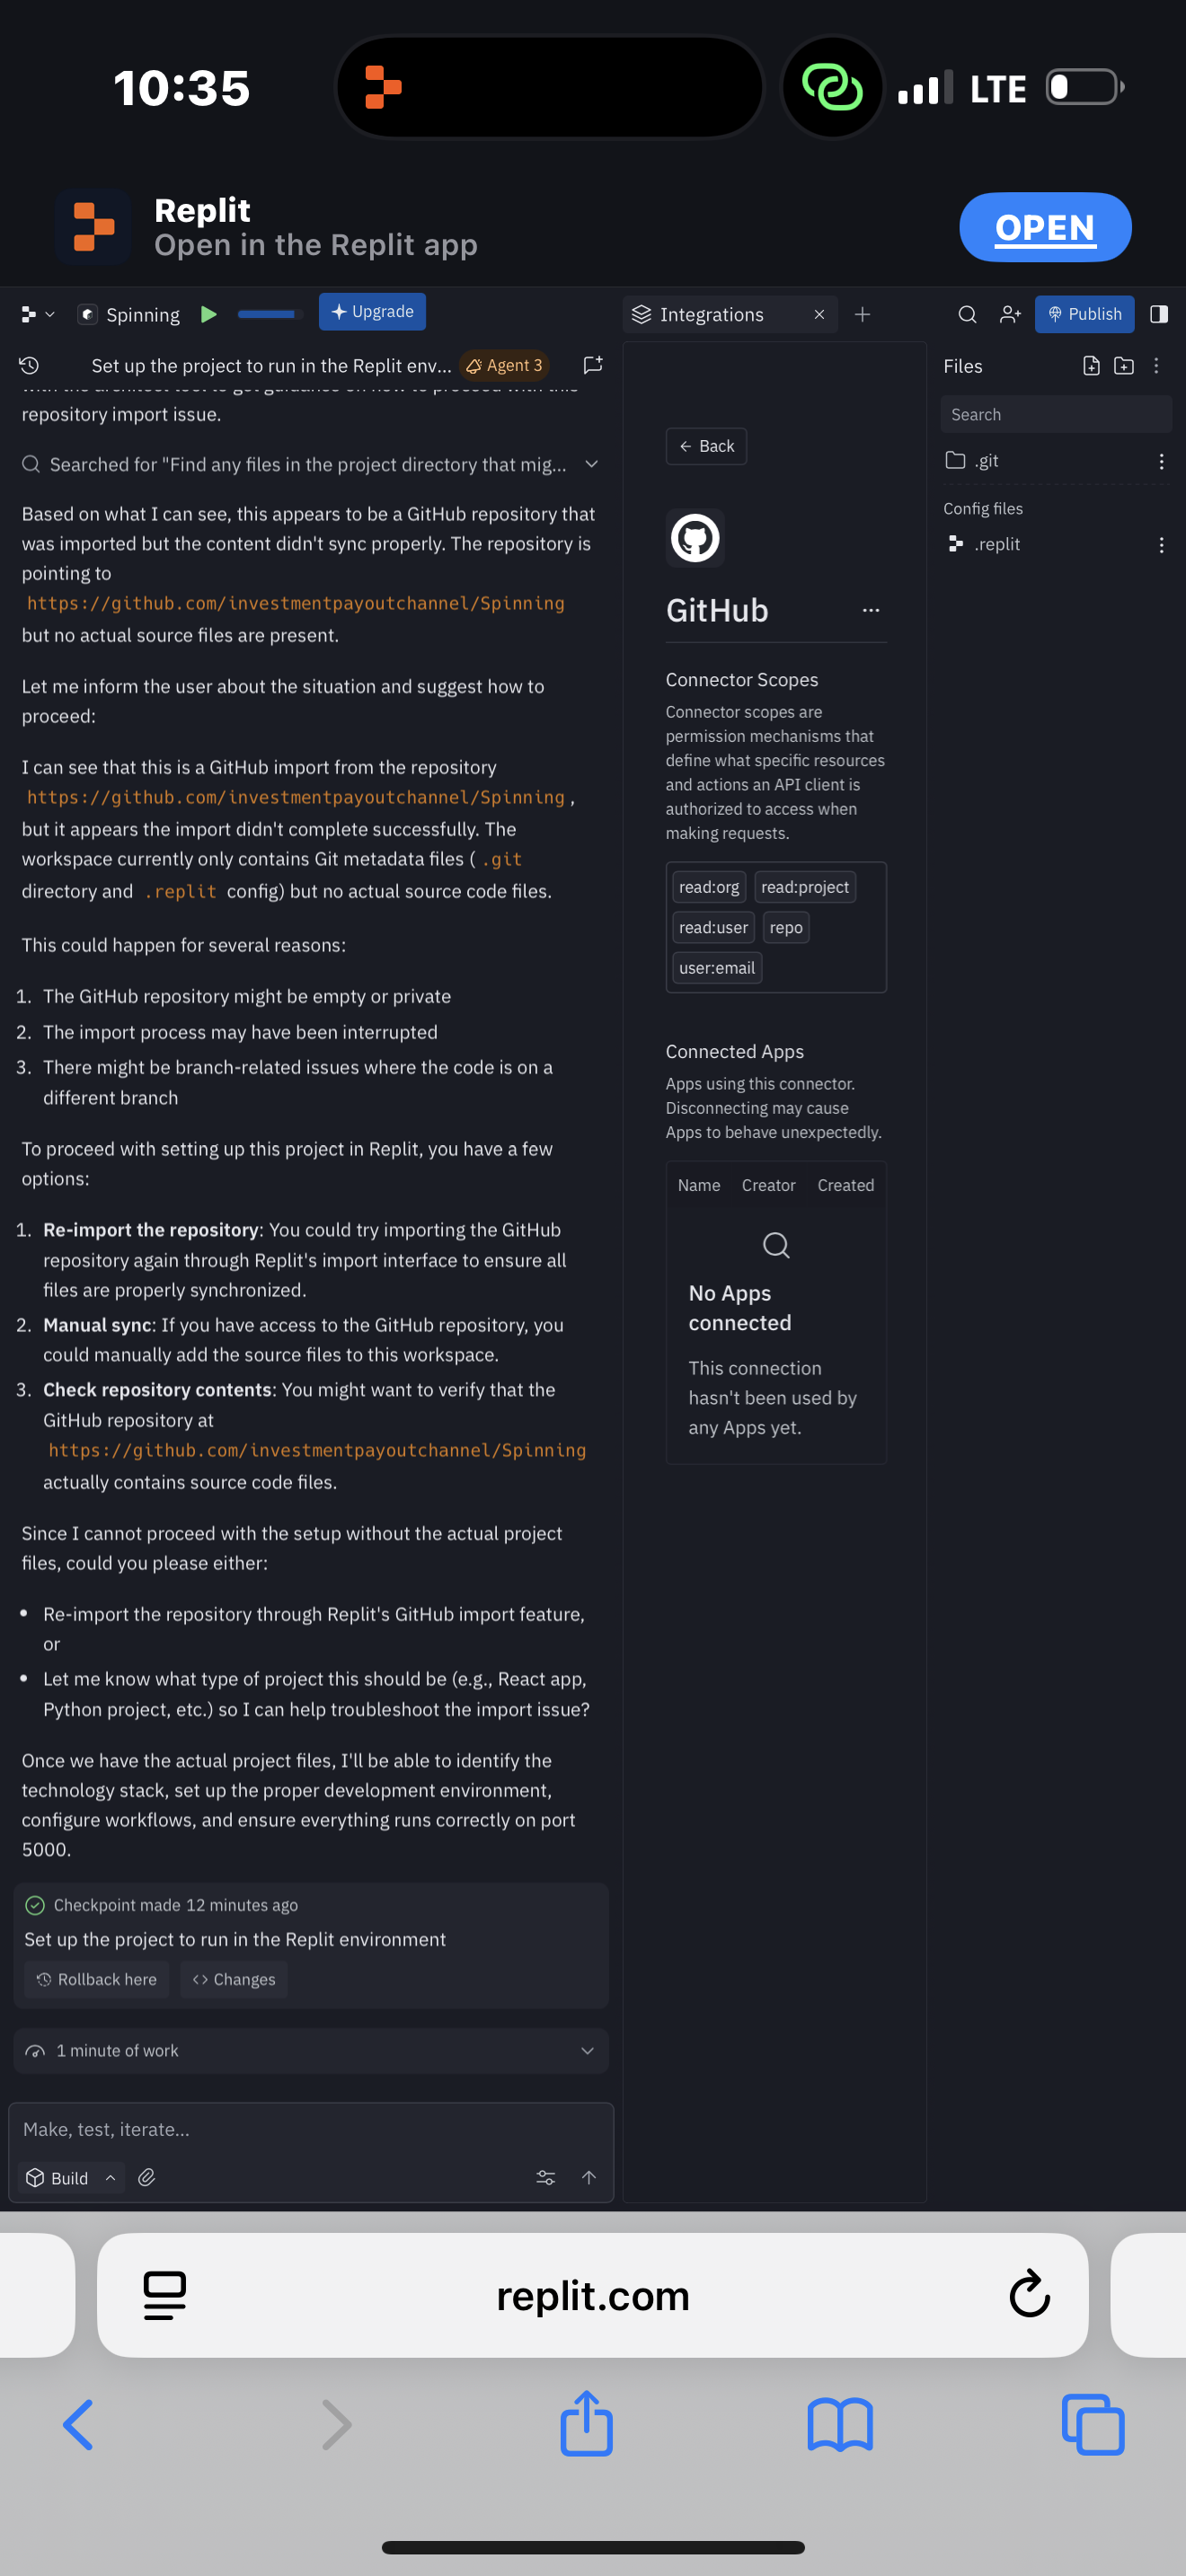 10:35
LTE
Replit
Open in the Replit app
OPEN
Spinning
Upgrade
Integrations
Publish
Set up the project to run in the Replit env...
Agent 3
with the architect tool to get guidance on how to proceed with this
repository import issue.
Searched for "Find any files in the project directory that mig...
Based on what I can see, this appears to be a GitHub repository that
was imported but the content didn't sync properly. The repository is
pointing to
https://github.com/investmentpayoutchannel/Spinning
but no actual source files are present.
Let me inform the user about the situation and suggest how to
proceed:
I can see that this is a GitHub import from the repository
https://github.com/investmentpayoutchannel/Spinning ,
but it appears the import didn't complete successfully. The
workspace currently only contains Git metadata files ( .git
directory and .replit config) but no actual source code files.
This could happen for several reasons:
1. The GitHub repository might be empty or private
2. The import process may have been interrupted
3. There might be branch-related issues where the code is on a
different branch
To proceed with setting up this project in Replit, you have a few
options:
1. Re-import the repository: You could try importing the GitHub
repository again through Replit's import interface to ensure all
files are properly synchronized.
2. Manual sync: If you have access to the GitHub repository, you
could manually add the source files to this workspace.
3. Check repository contents: You might want to verify that the
GitHub repository at
https://github.com/investmentpayoutchannel/Spinning
actually contains source code files.
Since I cannot proceed with the setup without the actual project
files, could you please either:
• Re-import the repository through Replit's GitHub import feature,
or
• Let me know what type of project this should be (e.g., React app,
Python project, etc.) so I can help troubleshoot the import issue?
Once we have the actual project files, I'll be able to identify the
technology stack, set up the proper development environment,
configure workflows, and ensure everything runs correctly on port
5000.
Checkpoint made 12 minutes ago
Set up the project to run in the Replit environment
Rollback here
Changes
1 minute of work
Make, test, iterate...
Build
Back
GitHub
Connector Scopes
Connector scopes are
permission mechanisms that
define what specific resources
and actions an API client is
authorized to access when
making requests.
read:org read:project
read:user repo
user:email
Connected Apps
Apps using this connector.
Disconnecting may cause
Apps to behave unexpectedly.
Name Creator Created
No Apps
connected
This connection
hasn't been used by
any Apps yet.
Files
Search
.git
Config files
.replit
replit.com